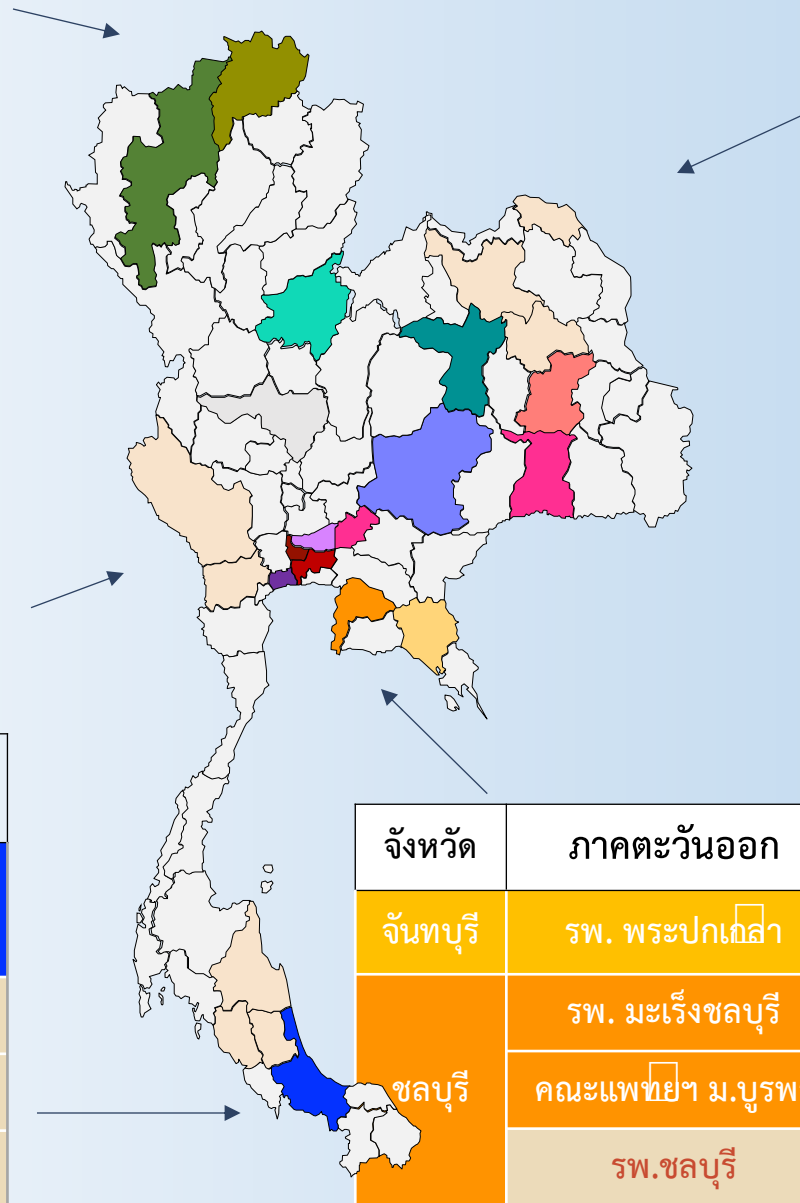 จังหวัด ภาคตะวันออก
จันทบุรี รพ. พระปกเกล้า
รพ. มะเร็งชลบุรี
ชลบุรี คณะแพทย์ฯ ม.บูรพ
รพ.ชลบุรี